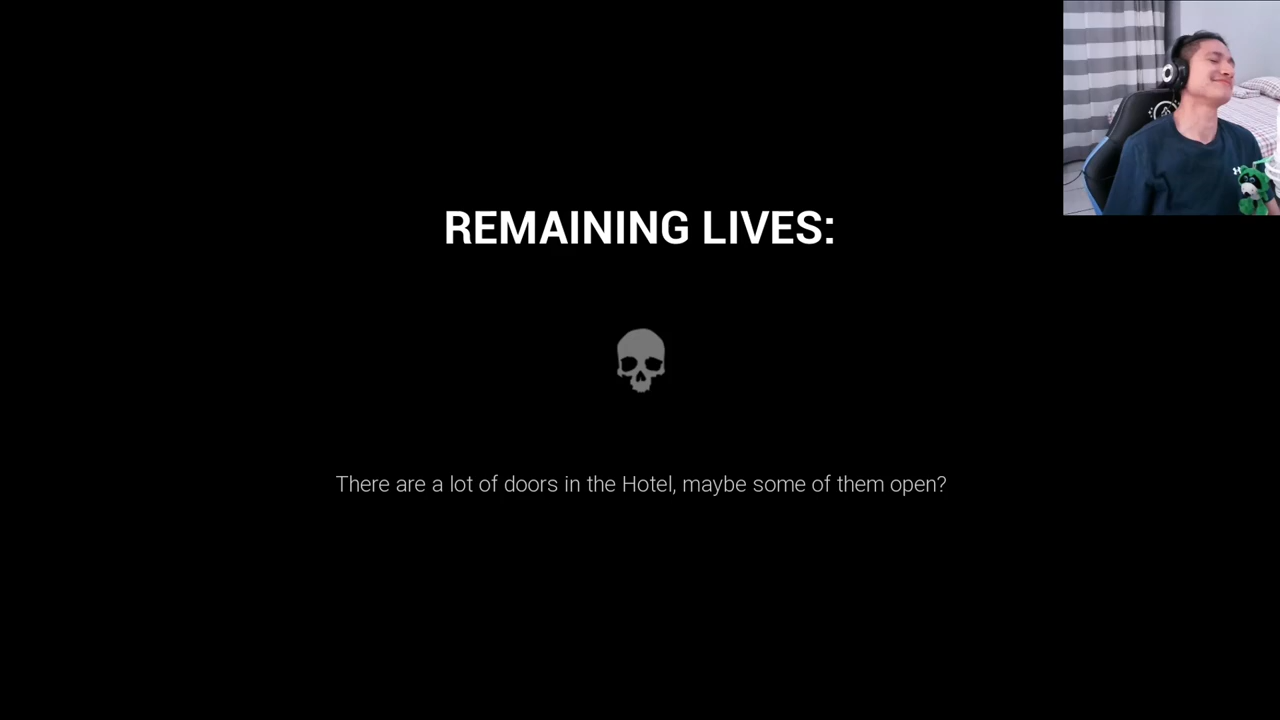 REMAINING LIVES:
There are a lot of doors in the Hotel, maybe some of them open?